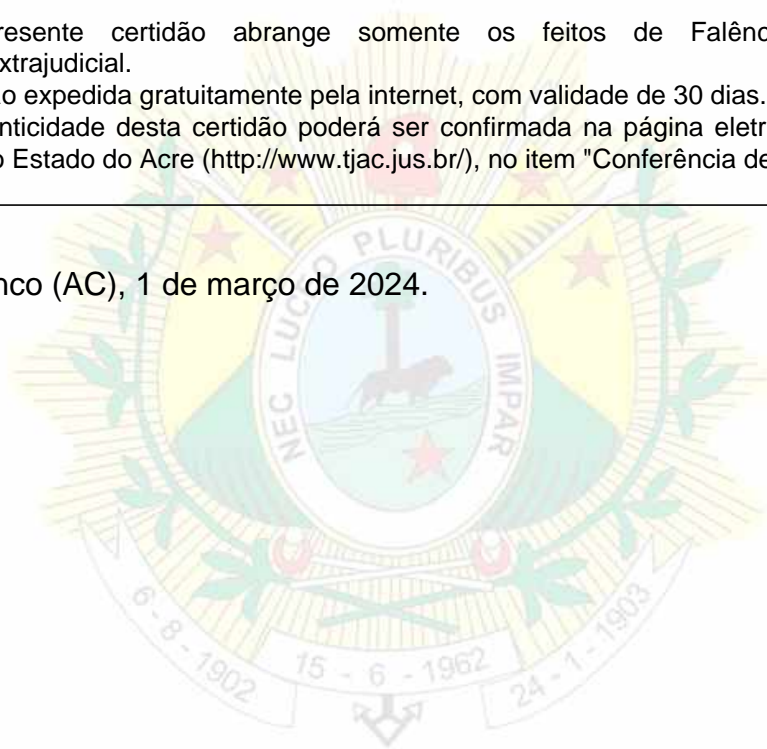 resente certidão abrange somente os feitos de Falênc
xtrajudicial.
o expedida gratuitamente pela internet, com validade de 30 dias.
nticidade desta certidão poderá ser confirmada na página eletr
o Estado do Acre (http://www.tjac.jus.br/), no item "Conferência de
nco (AC), 1 de março de 2024.
NEC LUCEO PLURIBUS IMPAR
6 - 8 - 1902
15 - 6 - 1962
24 - 1 - 1903